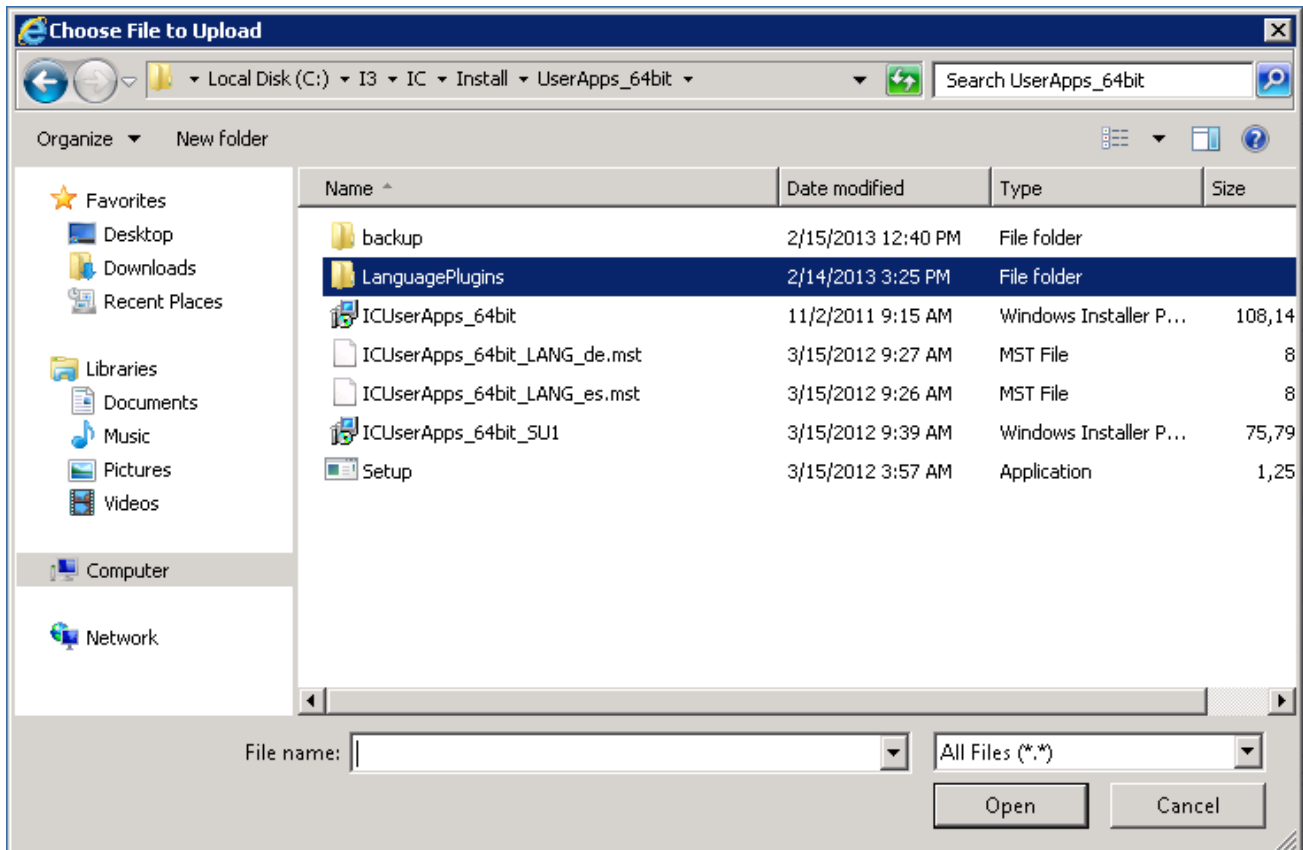 Choose File to Upload
Local Disk (C:) I3 IC Install UserApps_64bit Search UserApps_64bit
Organize New folder
Name Date modified Type Size
Favorites
Desktop
Downloads
Recent Places
Libraries
Documents
Music
Pictures
Videos
Computer
Network
backup 2/15/2013 12:40 PM File folder
LanguagePlugins 2/14/2013 3:25 PM File folder
ICUserApps_64bit 11/2/2011 9:15 AM Windows Installer P... 108,14
ICUserApps_64bit_LANG_de.mst 3/15/2012 9:27 AM MST File 8
ICUserApps_64bit_LANG_es.mst 3/15/2012 9:26 AM MST File 8
ICUserApps_64bit_SU1 3/15/2012 9:39 AM Windows Installer P... 75,79
Setup 3/15/2012 3:57 AM Application 1,25
File name: All Files (*.*)
Open Cancel